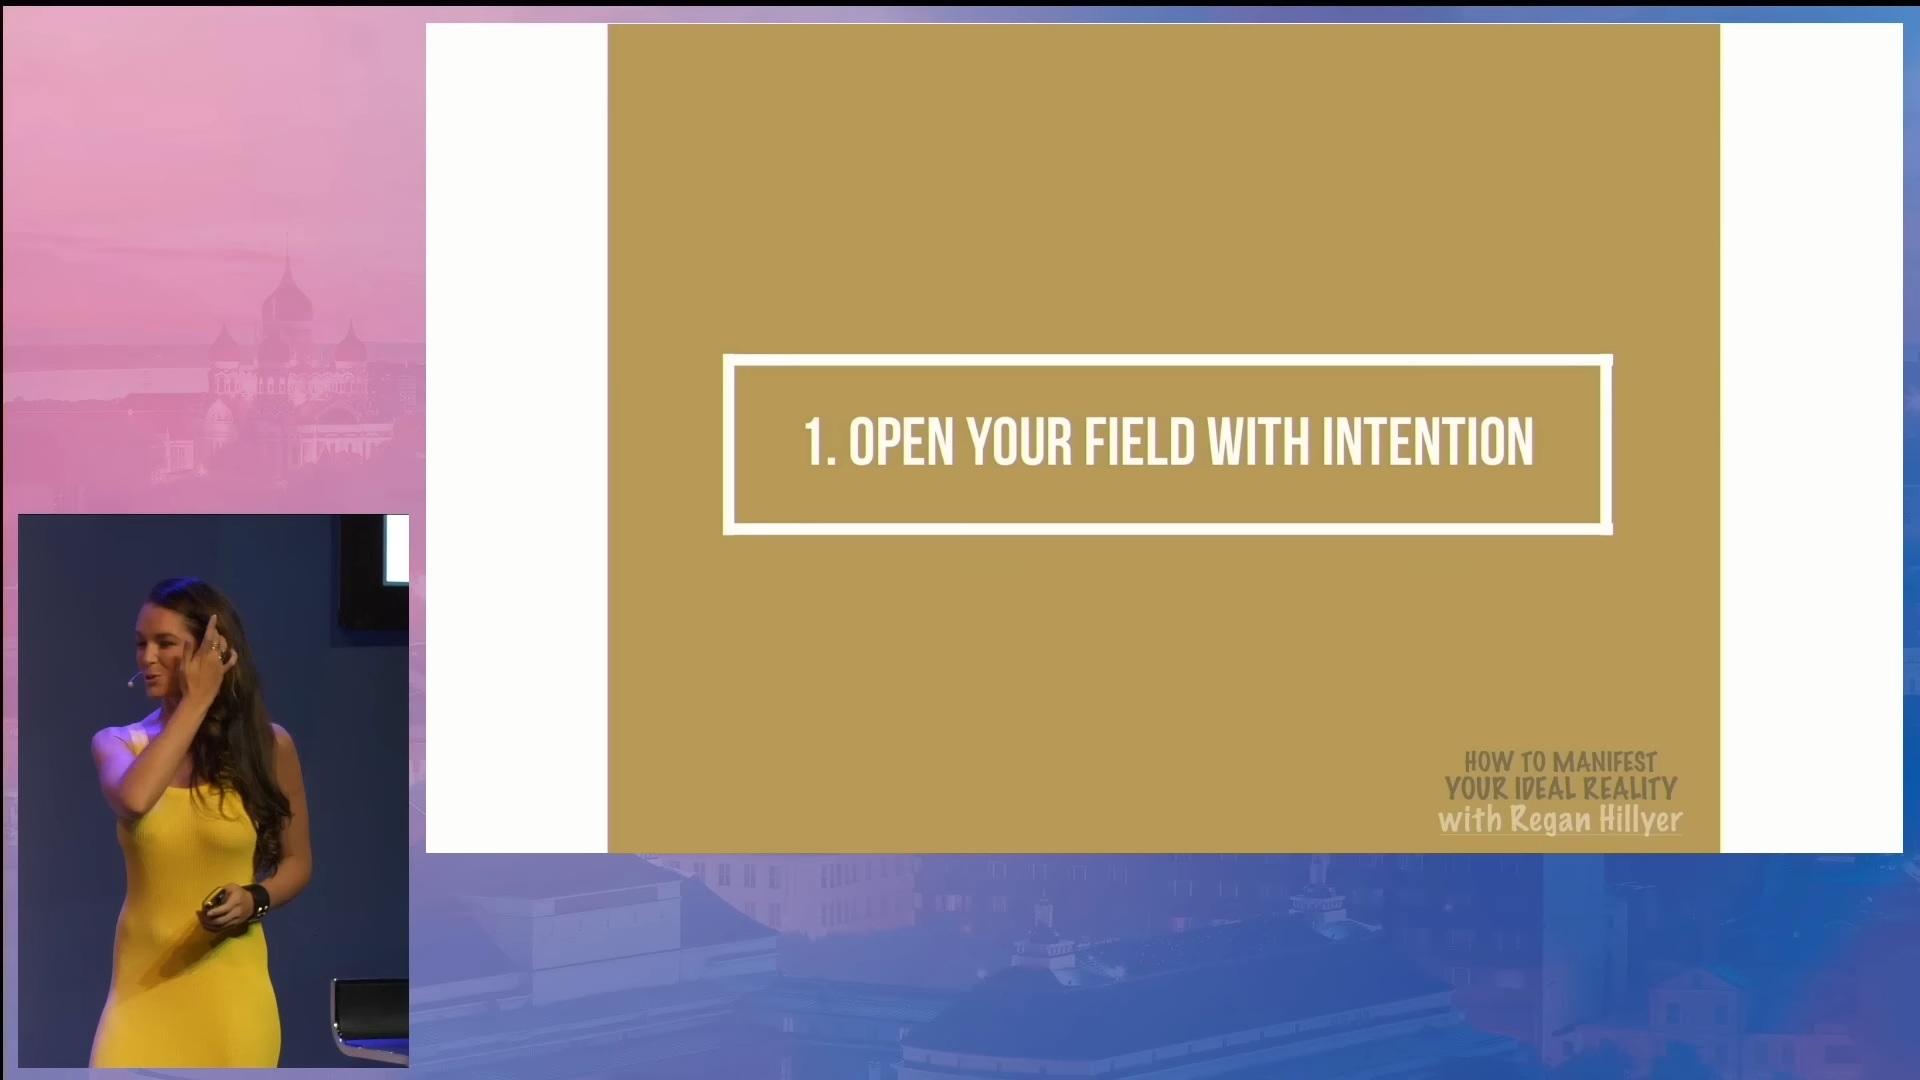 1. OPEN YOUR FIELD WITH INTENTION
HOW TO MANIFEST
YOUR IDEAL REALITY
with Regan Hillyer